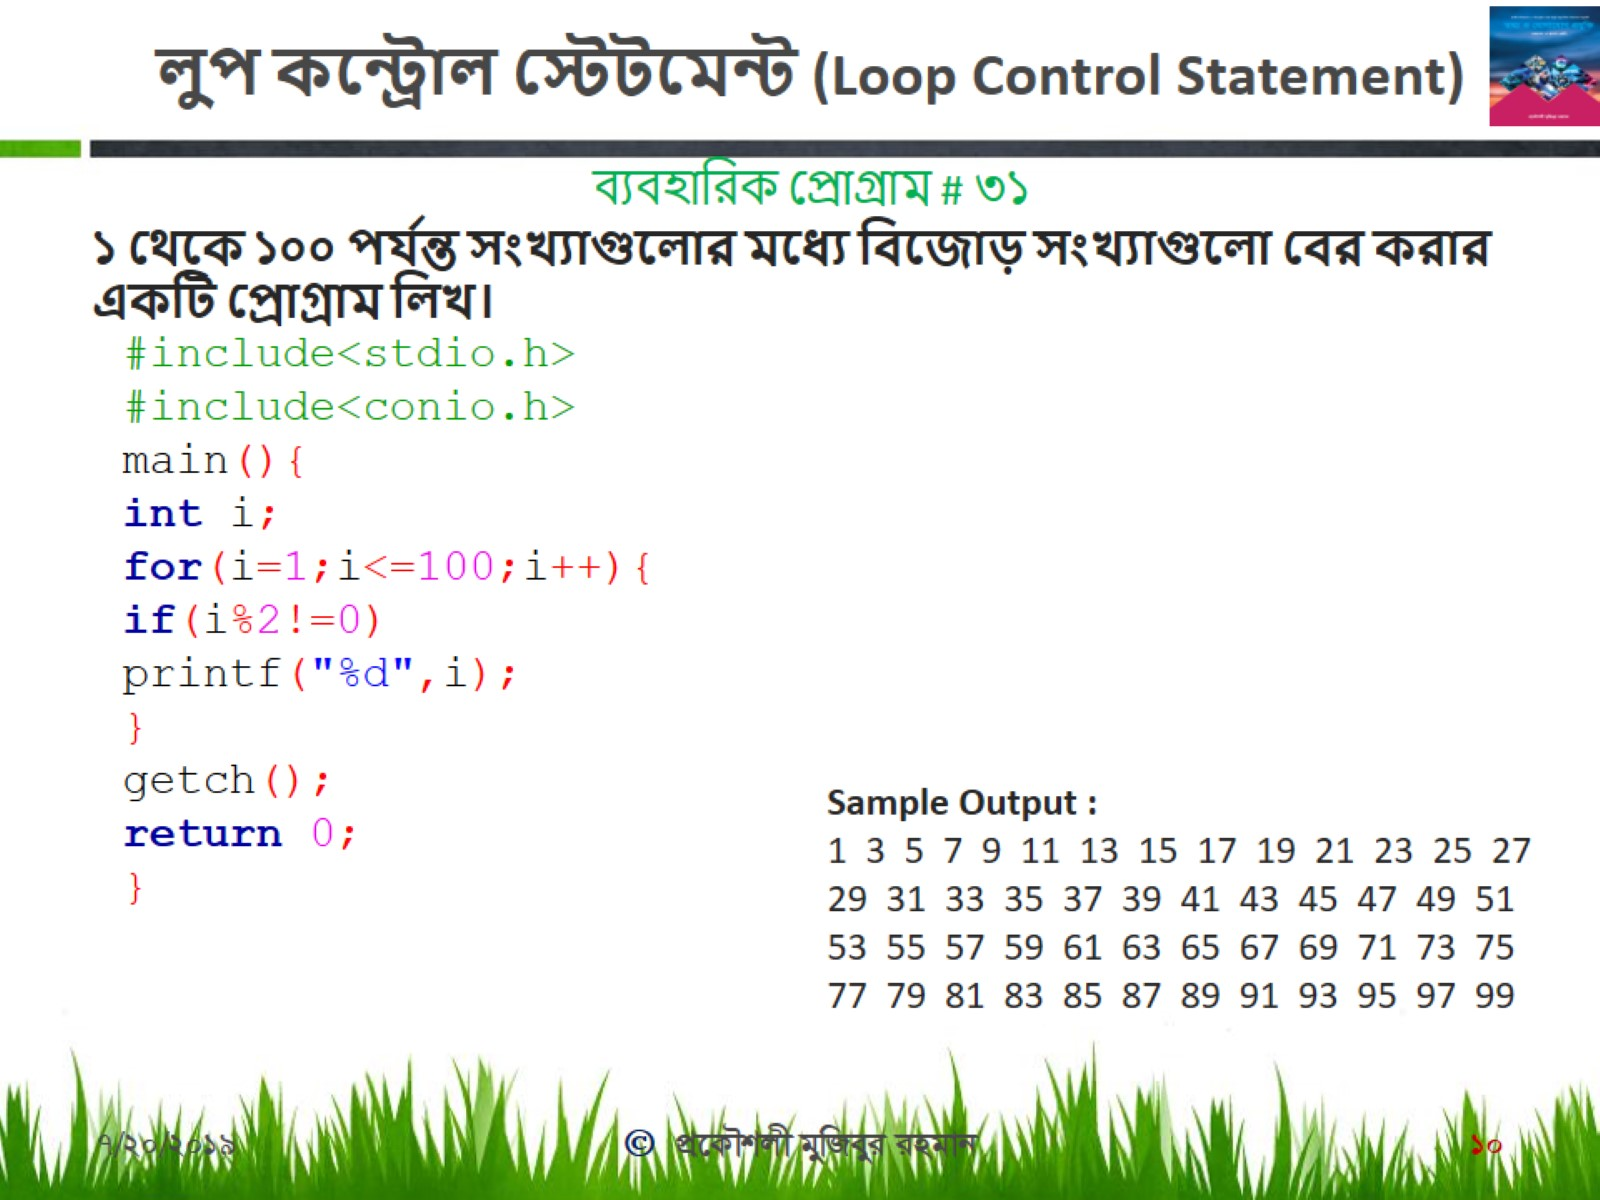 লুপ কন্ট্রোল স্টেটমেন্ট (Loop Control Statement)
ব্যবহারিক প্রোগ্রাম # ৩১
১ থেকে ১০০ পর্যন্ত সংখ্যাগুলোর মধ্যে বিজোড় সংখ্যাগুলো বের করার
একটি প্রোগ্রাম লিখ।
#include<stdio.h>
#include<conio.h>
main(){
int i;
for(i=1;i<=100;i++){
if(i%2!=0)
printf("%d",i);
}
getch();
return 0;
}
Sample Output :
1 3 5 7 9 11 13 15 17 19 21 23 25 27
29 31 33 35 37 39 41 43 45 47 49 51
53 55 57 59 61 63 65 67 69 71 73 75
77 79 81 83 85 87 89 91 93 95 97 99
৭/২০/২০১৯
© প্রকৌশলী মুজিবুর রহমান
১০